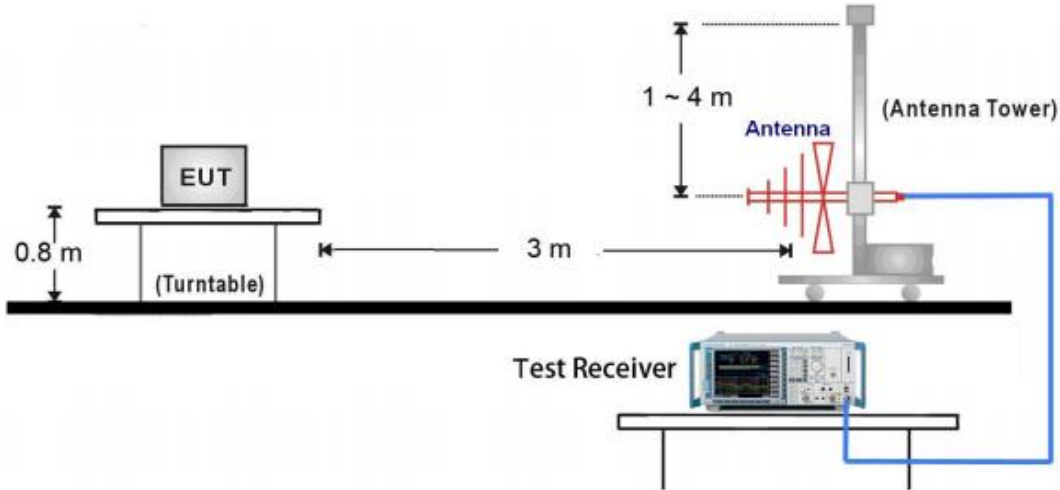 1 ~ 4 m
(Antenna Tower)
Antenna
EUT
0.8 m
3 m
(Turntable)
Test Receiver